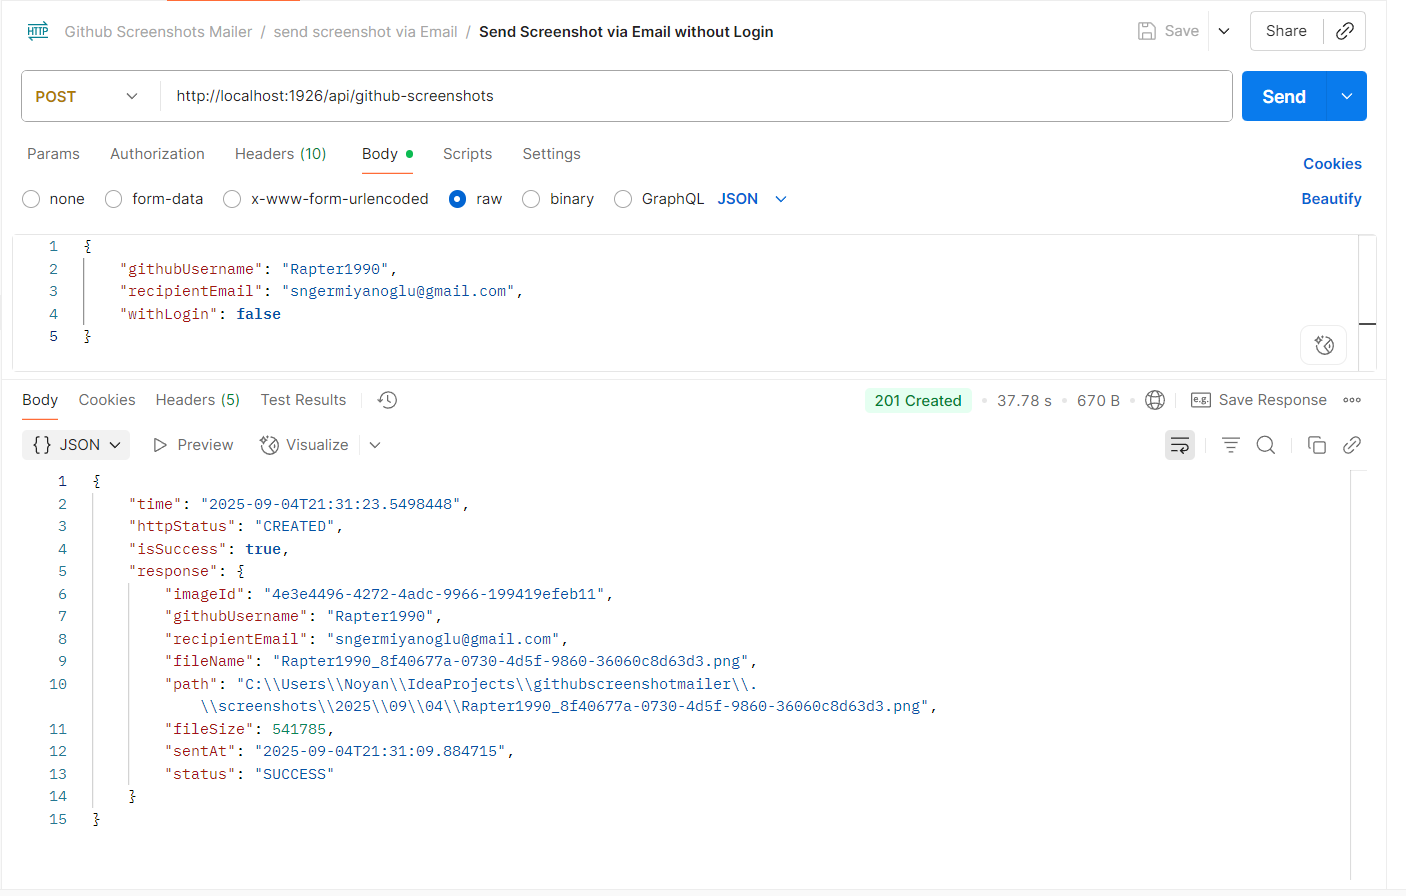 HTTP Github Screenshots Mailer / send screenshot via Email / Send Screenshot via Email without Login Save Share
POST http://localhost:1926/api/github-screenshots Send
Params Authorization Headers (10) Body Scripts Settings Cookies
none form-data x-www-form-urlencoded raw binary GraphQL JSON Beautify
1 {
2 "githubUsername": "Rapter1990",
3 "recipientEmail": "sngermiyanoglu@gmail.com",
4 "withLogin": false
5 }
Body Cookies Headers (5) Test Results 201 Created 37.78 s 670 B e.g. Save Response
{} JSON Preview Visualize
1 {
2 "time": "2025-09-04T21:31:23.5498448",
3 "httpStatus": "CREATED",
4 "isSuccess": true,
5 "response": {
6 "imageId": "4e3e4496-4272-4adc-9966-199419efeb11",
7 "githubUsername": "Rapter1990",
8 "recipientEmail": "sngermiyanoglu@gmail.com",
9 "fileName": "Rapter1990_8f40677a-0730-4d5f-9860-36060c8d63d3.png",
10 "path": "C:\\Users\\Noyan\\IdeaProjects\\githubscreenshotmailer\\.
\\screenshots\\2025\\09\\04\\Rapter1990_8f40677a-0730-4d5f-9860-36060c8d63d3.png",
11 "fileSize": 541785,
12 "sentAt": "2025-09-04T21:31:09.884715",
13 "status": "SUCCESS"
14 }
15 }